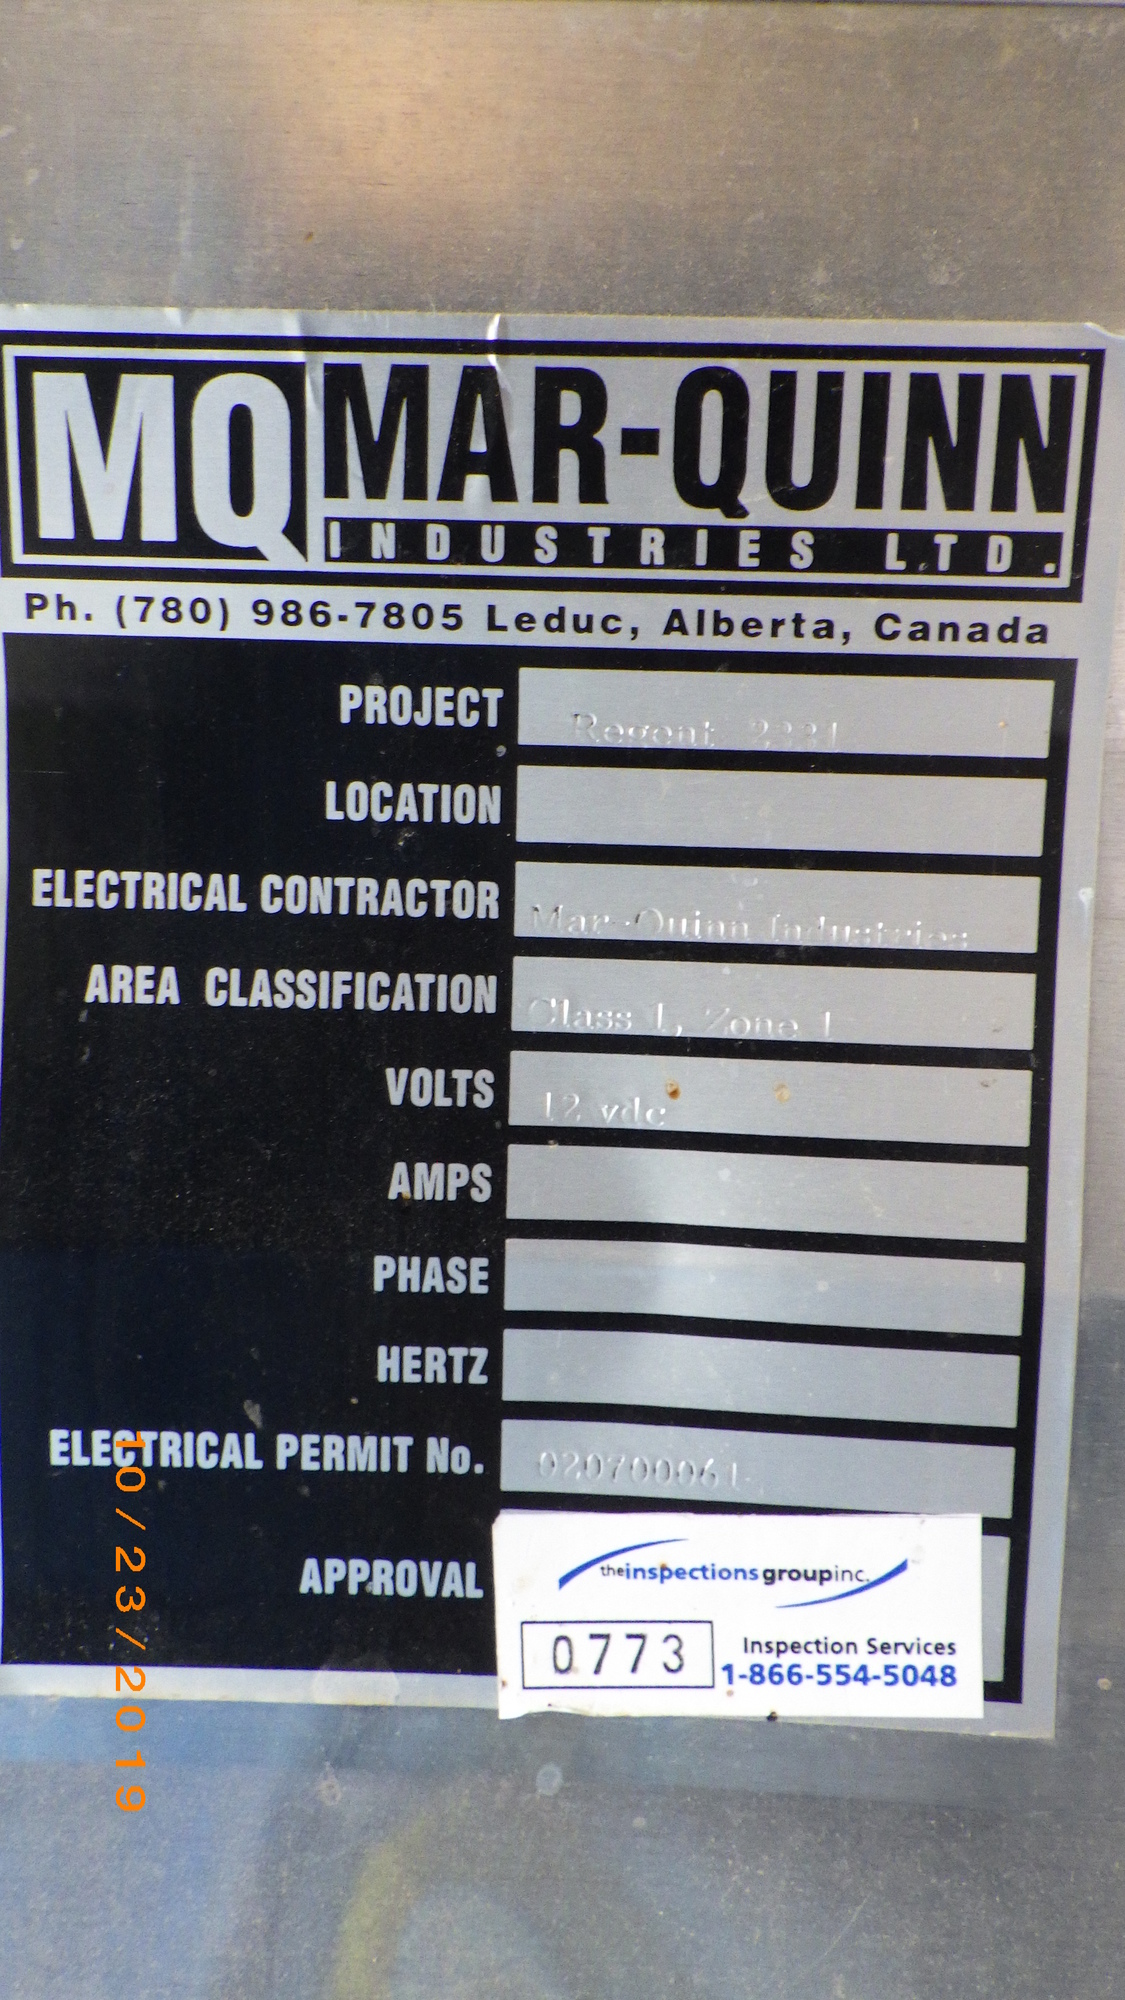 MQ MAR-QUINN
INDUSTRIES LTD.
Ph. (780) 986-7805 Leduc, Alberta, Canada
PROJECT Regent 2331
LOCATION
ELECTRICAL CONTRACTOR Mar-Quinn Industries
AREA CLASSIFICATION Class 1, Zone 1
VOLTS 12 vdc
AMPS
PHASE
HERTZ
ELECTRICAL PERMIT No. 020700061
APPROVAL
theinspectionsgroupinc.
0773 Inspection Services
1-866-554-5048
10/23/2019